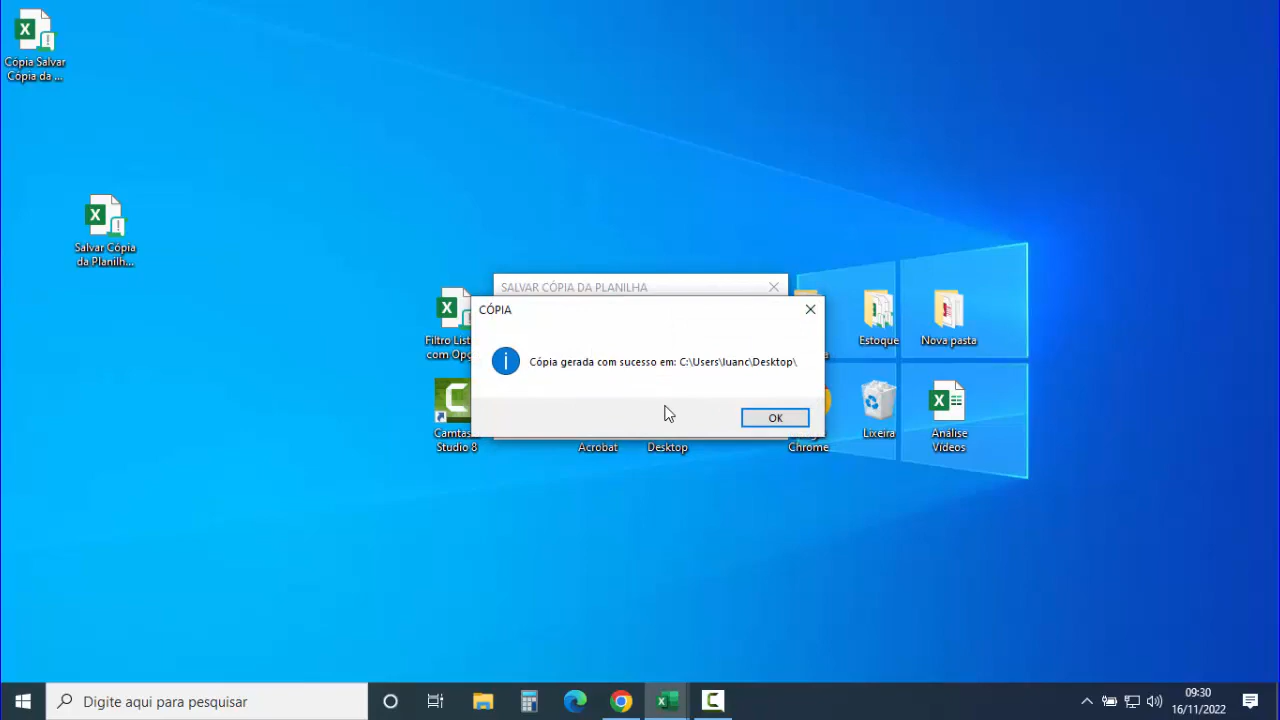 Cópia Salvar
Cópia da ...
Salvar Cópia
da Planilh...
SALVAR CÓPIA DA PLANILHA
CÓPIA
Cópia gerada com sucesso em: C:\Users\luanc\Desktop\
OK
Filtro List
com Opç
Estoque
Nova pasta
Camtas
Studio 8
Acrobat
Desktop
Chrome
Lixeira
Análise
Vídeos
Digite aqui para pesquisar
09:30
16/11/2022